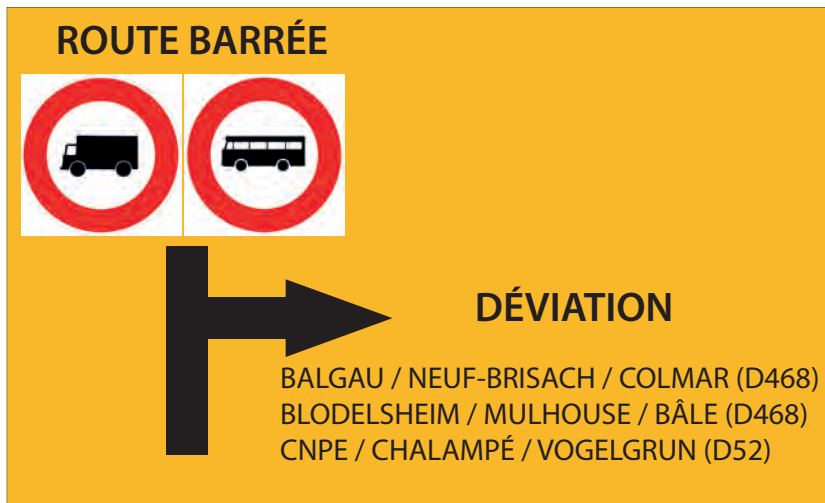 ROUTE BARRÉE
DÉVIATION
BALGAU / NEUF-BRISACH / COLMAR (D468)
BLODELSHEIM / MULHOUSE / BÂLE (D468)
CNPE / CHALAMPÉ / VOGELGRUN (D52)